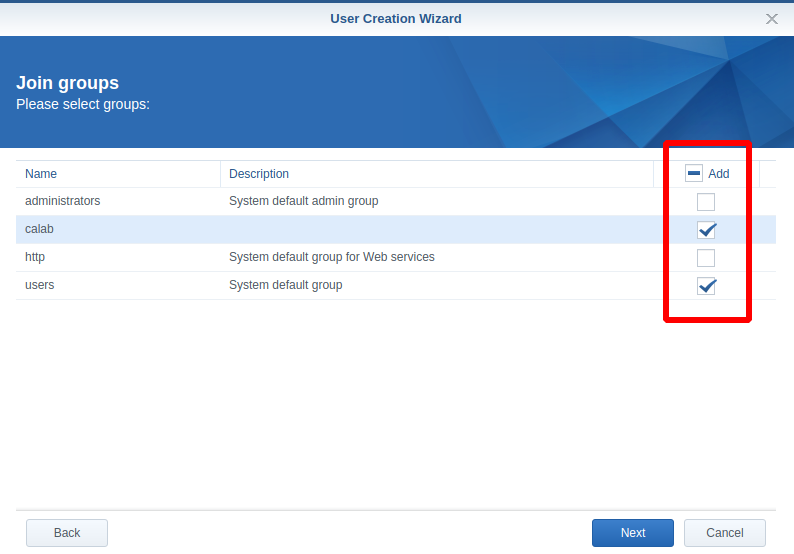 User Creation Wizard
Join groups
Please select groups:
Name Description Add
administrators System default admin group
calab
http System default group for Web services
users System default group
Back Next Cancel